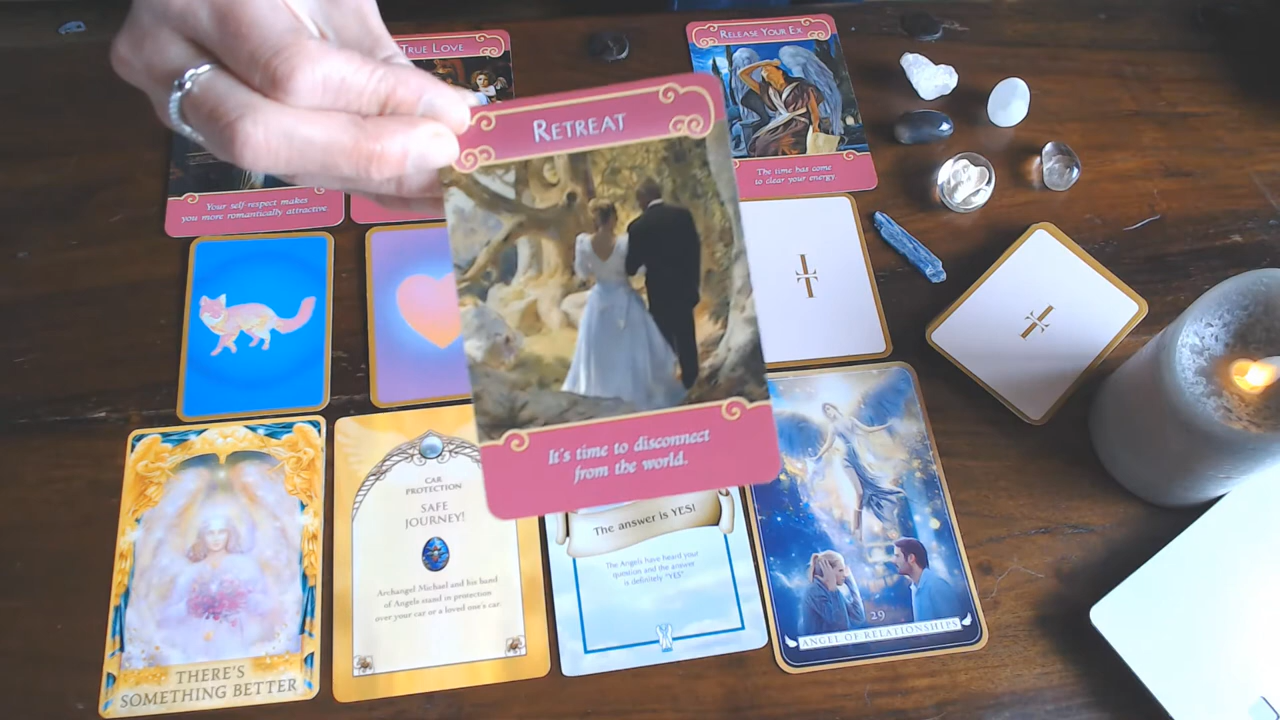 TRUE LOVE
RELEASE YOUR EX
RETREAT
The time has come
to clear your energy.
Your self-respect makes
you more romantically attractive.
It's time to disconnect
from the world.
CAR
PROTECTION
SAFE
JOURNEY!
Archangel Michael and his band
of Angels stand in protection
over your car or a loved one's car.
The answer is YES!
The Angels have heard your
question and the answer
is definitely "YES"
THERE'S
SOMETHING BETTER
29
ANGEL OF RELATIONSHIPS